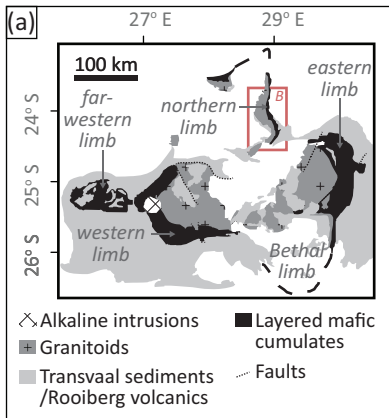 (a)
27° E 29° E
100 km
eastern
limb
far-
western
limb
northern
limb
B
24° S
25° S
26° S
western
limb
Bethal
limb
Alkaline intrusions
Granitoids
Transvaal sediments
/Rooiberg volcanics
Layered mafic
cumulates
Faults